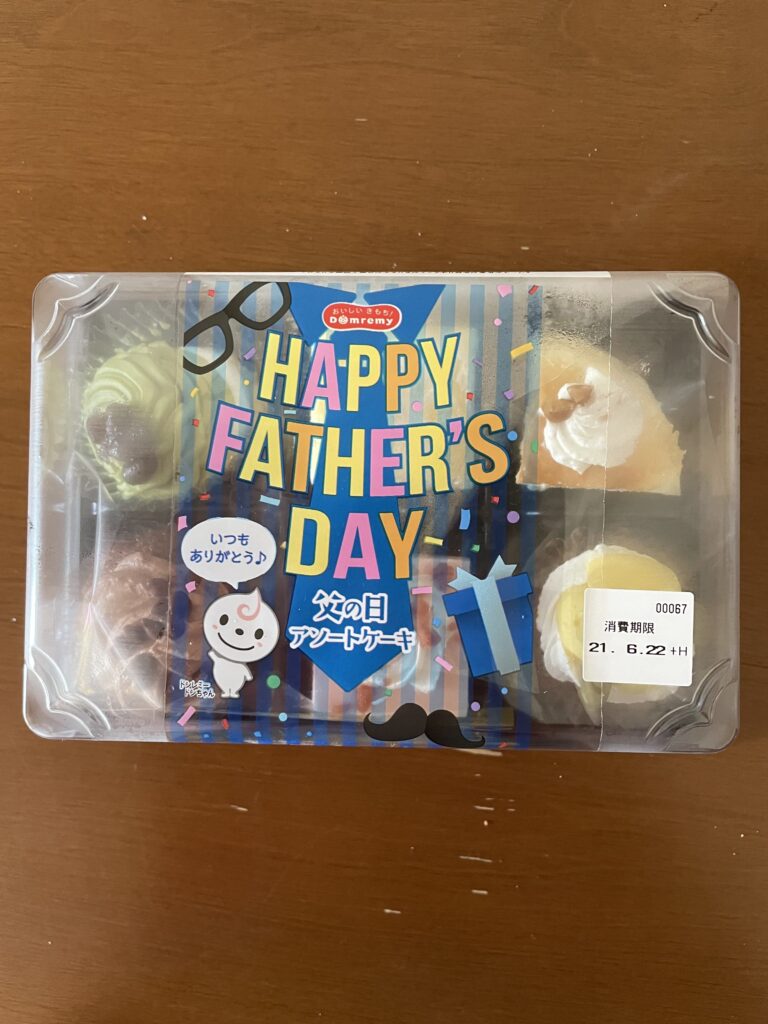 おいしいきもち!
Domremy
HAPPY
FATHER'S
DAY
いつも
ありがとう♪
父の日
アソートケーキ
ドンレミー
ドンちゃん
00067
消費期限
21. 6.22 +H